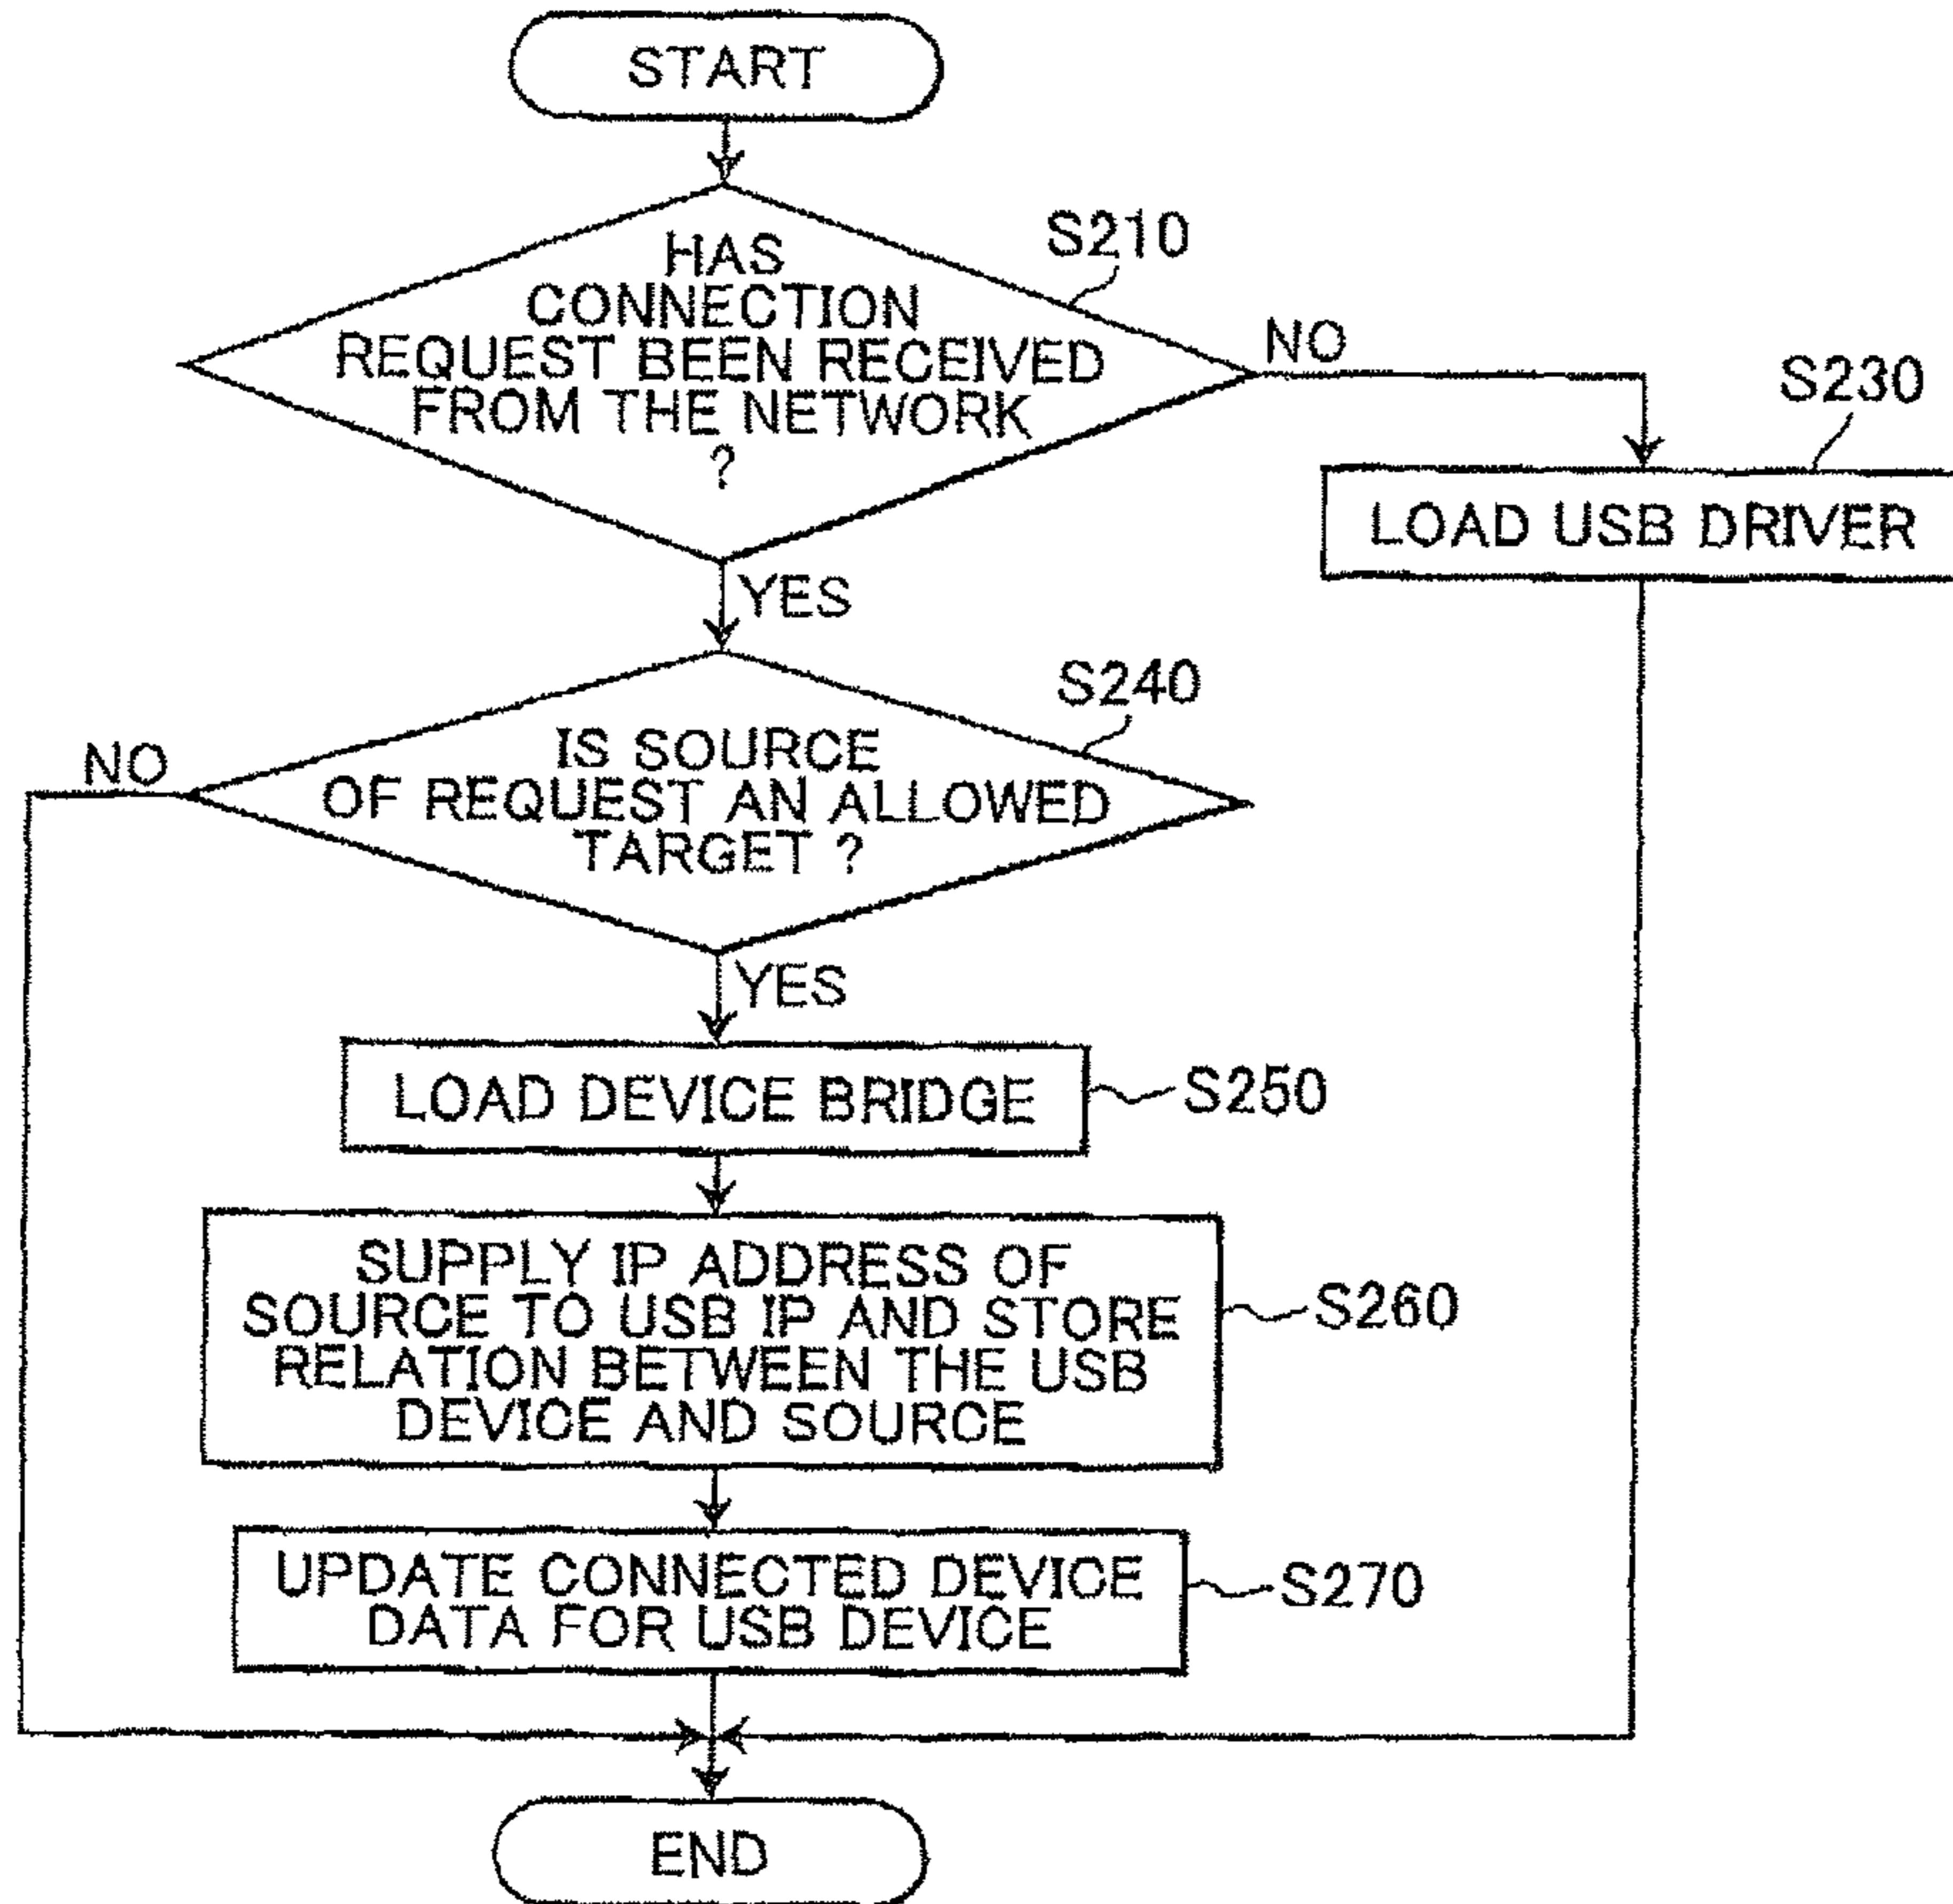 START
HAS
CONNECTION
REQUEST BEEN RECEIVED
FROM THE NETWORK
?
S210
NO
S230
LOAD USB DRIVER
YES
S240
NO
IS SOURCE
OF REQUEST AN ALLOWED
TARGET ?
YES
LOAD DEVICE BRIDGE
S250
SUPPLY IP ADDRESS OF
SOURCE TO USB IP AND STORE
RELATION BETWEEN THE USB
DEVICE AND SOURCE
S260
UPDATE CONNECTED DEVICE
DATA FOR USB DEVICE
S270
END